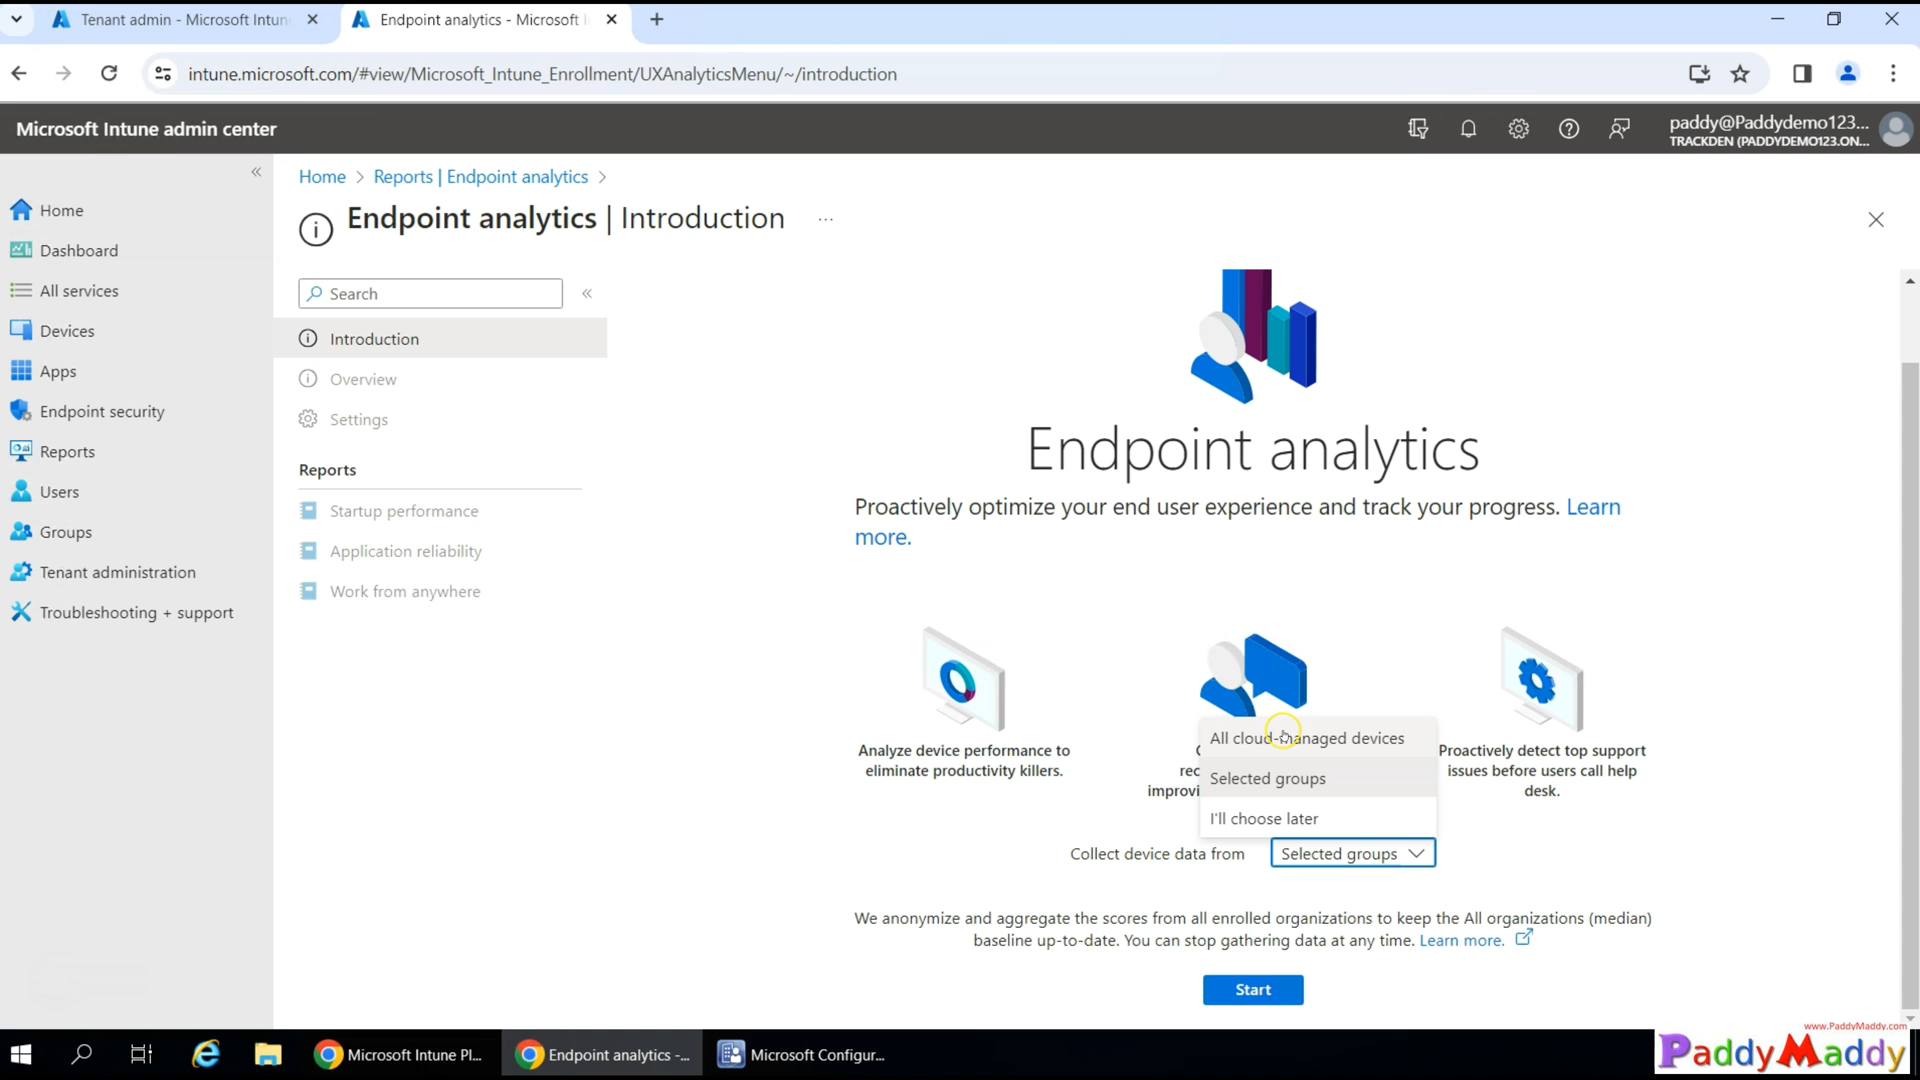 Tenant admin - Microsoft Intun
Endpoint analytics - Microsoft I
intune.microsoft.com/#view/Microsoft_Intune_Enrollment/UXAnalyticsMenu/~/introduction
Microsoft Intune admin center
paddy@Paddydemo123...
TRACKDEN (PADDYDEMO123.ON...
Home > Reports | Endpoint analytics >
Endpoint analytics | Introduction ...
Home
Dashboard
All services
Devices
Apps
Endpoint security
Reports
Users
Groups
Tenant administration
Troubleshooting + support
Search
Introduction
Overview
Settings
Reports
Startup performance
Application reliability
Work from anywhere
Endpoint analytics
Proactively optimize your end user experience and track your progress. Learn
more.
Analyze device performance to
eliminate productivity killers.
rec
improvi
Proactively detect top support
issues before users call help
desk.
All cloud-managed devices
Selected groups
I'll choose later
Collect device data from
Selected groups
We anonymize and aggregate the scores from all enrolled organizations to keep the All organizations (median)
baseline up-to-date. You can stop gathering data at any time. Learn more.
Start
Microsoft Intune Pl...
Endpoint analytics -...
Microsoft Configur...
www.PaddyMaddy.com
PaddyMaddy